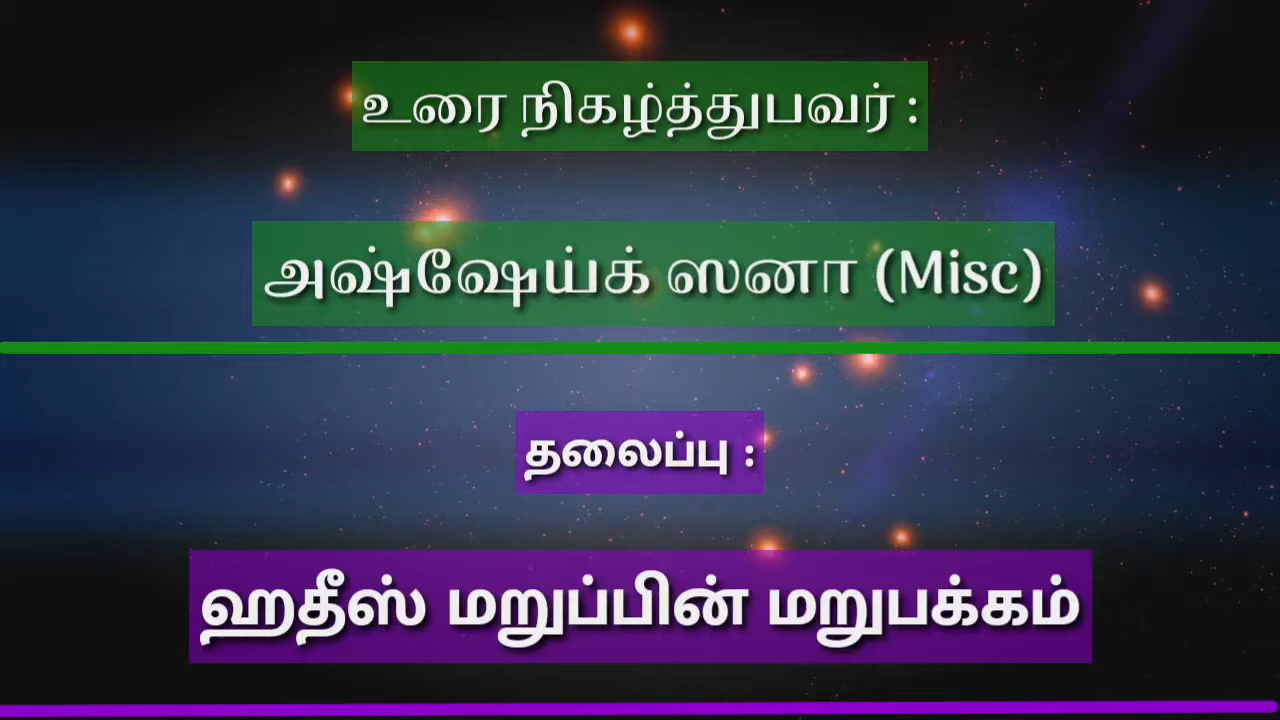 உரை நிகழ்த்துபவர் :
அஷ்ஷேய்க் ஸனா (Misc)
தலைப்பு :
ஹதீஸ் மறுப்பின் மறுபக்கம்